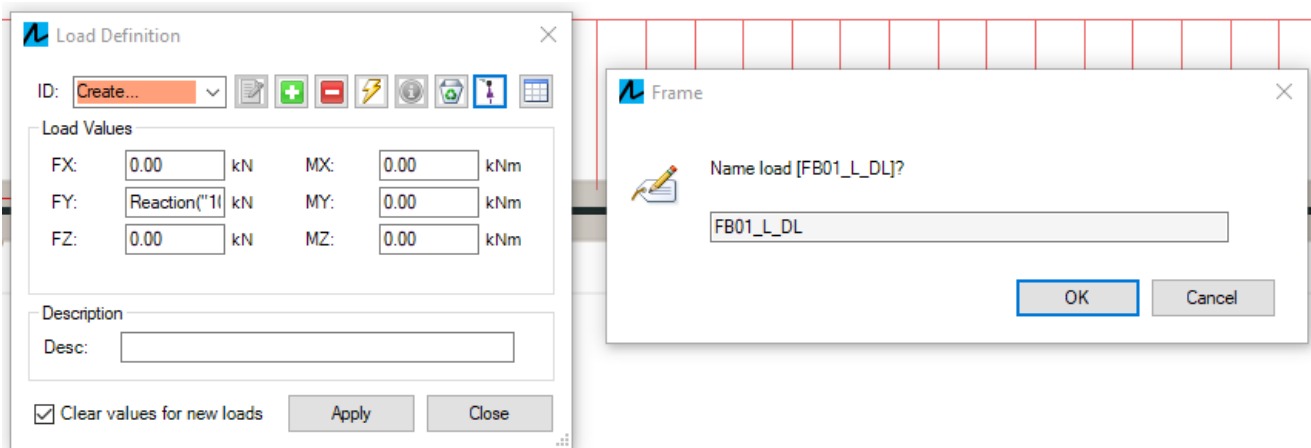 Load Definition
ID: Create...
Load Values
FX: 0.00 kN MX: 0.00 kNm
FY: Reaction("1( kN MY: 0.00 kNm
FZ: 0.00 kN MZ: 0.00 kNm
Description
Desc:
Clear values for new loads Apply Close
Frame
Name load [FB01_L_DL]?
FB01_L_DL
OK Cancel